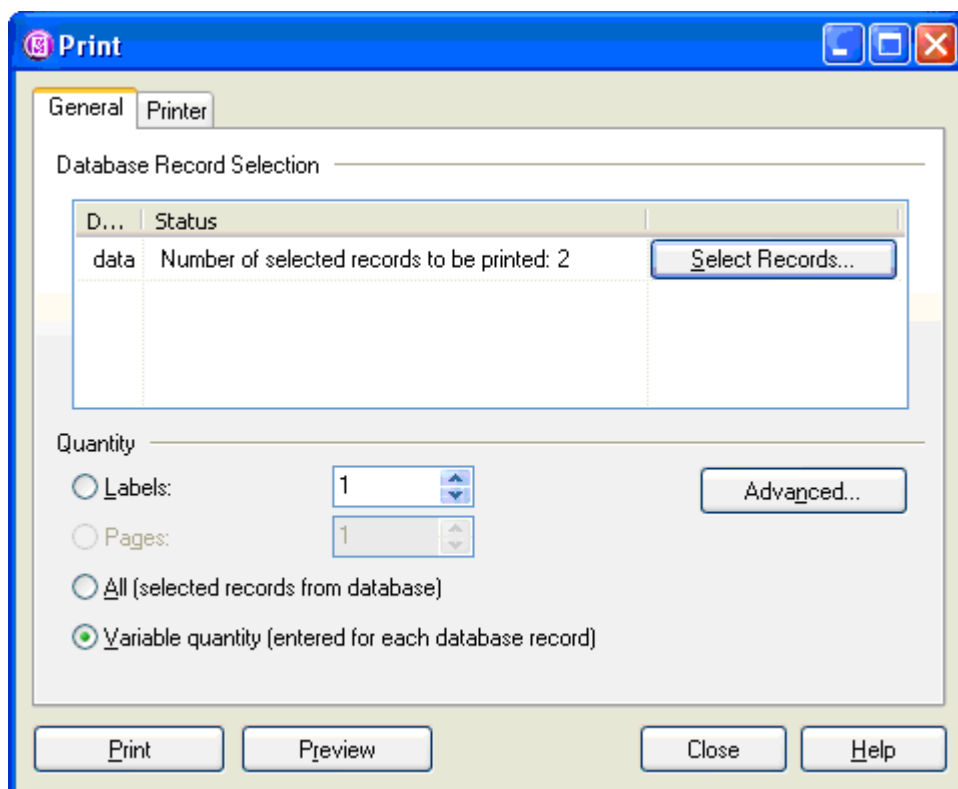 Print
General Printer
Database Record Selection
D... Status
data Number of selected records to be printed: 2 Select Records...
Quantity
Labels: 1 Advanced...
Pages: 1
All (selected records from database)
Variable quantity (entered for each database record)
Print Preview Close Help